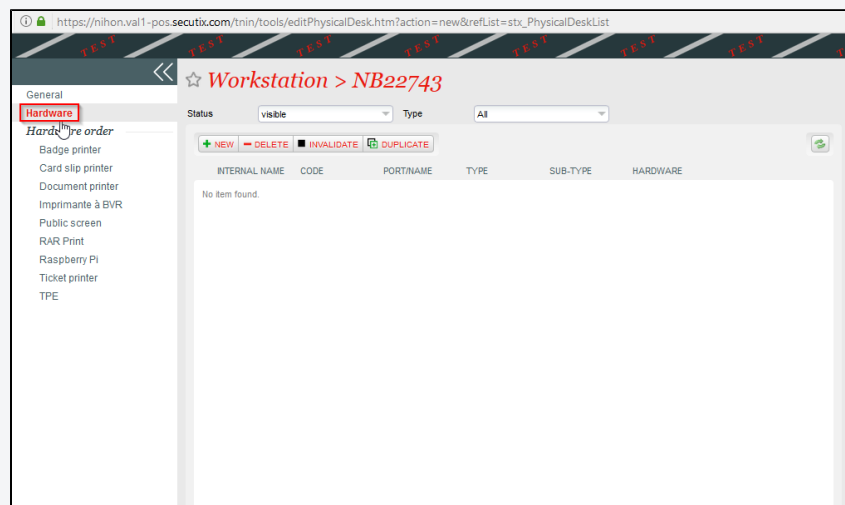 https://nihon.val1-pos.secutix.com/tnin/tools/editPhysicalDesk.htm?action=new&refList=stx_PhysicalDeskList
TEST TEST TEST TEST TEST TEST TEST
Workstation > NB22743
General
Hardware
Status visible Type All
Hardware order
NEW DELETE INVALIDATE DUPLICATE
Badge printer
Card slip printer
INTERNAL NAME CODE PORT/NAME TYPE SUB-TYPE HARDWARE
Document printer
No item found.
Imprimante à BVR
Public screen
RAR Print
Raspberry Pi
Ticket printer
TPE